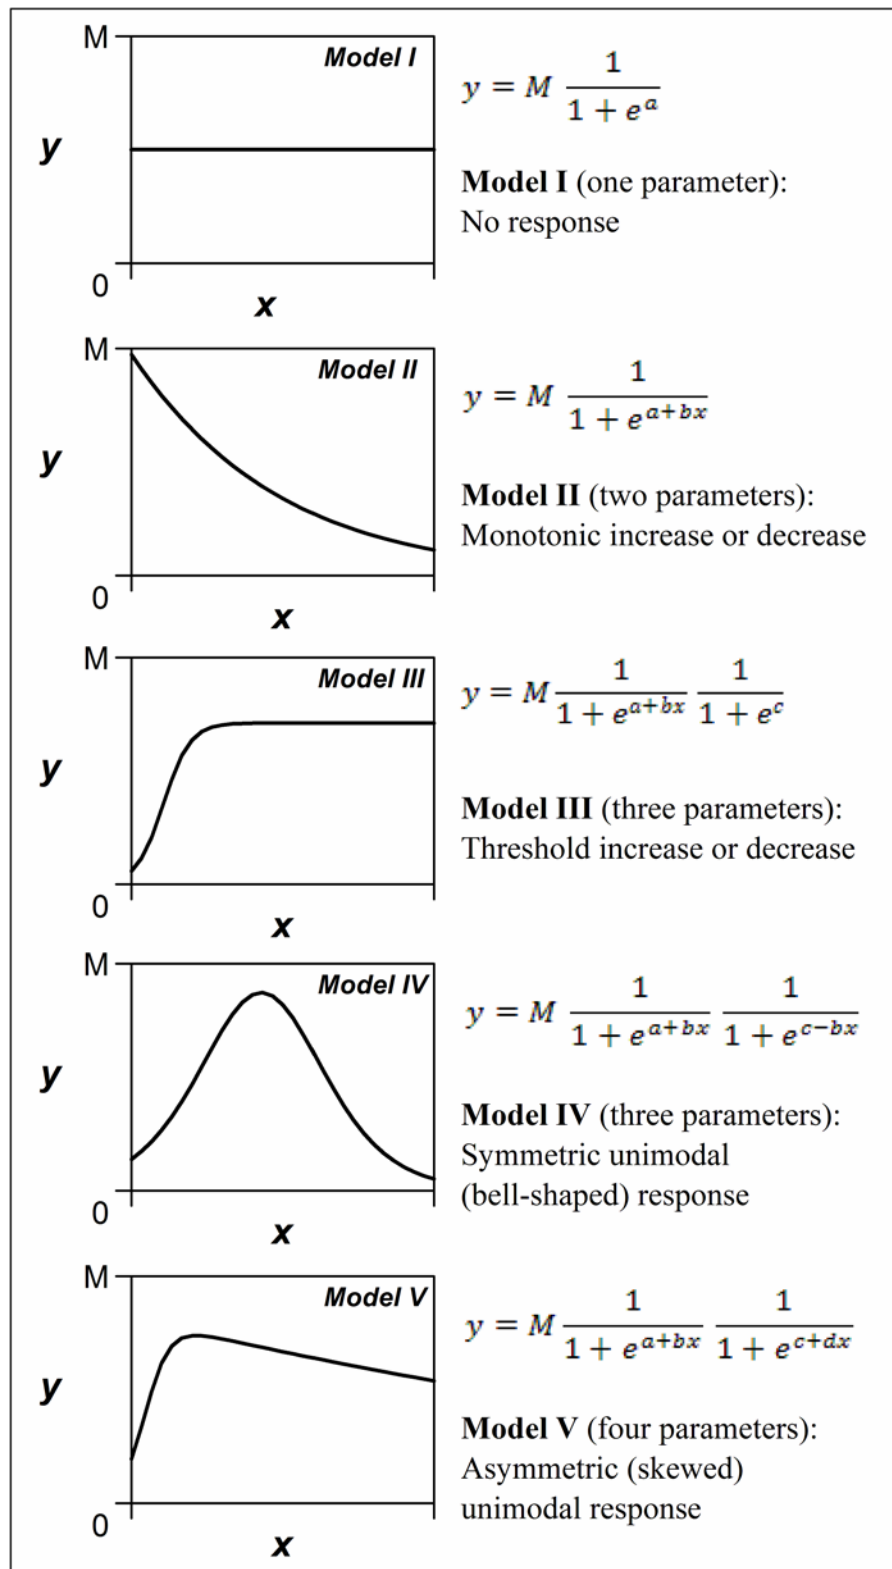 M
Model I
y
0
x
y = M 1 / (1 + e^a)
Model I (one parameter):
No response
M
Model II
y
0
x
y = M 1 / (1 + e^(a+bx))
Model II (two parameters):
Monotonic increase or decrease
M
Model III
y
0
x
y = M 1 / (1 + e^(a+bx)) 1 / (1 + e^c)
Model III (three parameters):
Threshold increase or decrease
M
Model IV
y
0
x
y = M 1 / (1 + e^(a+bx)) 1 / (1 + e^(c−bx))
Model IV (three parameters):
Symmetric unimodal
(bell-shaped) response
M
Model V
y
0
x
y = M 1 / (1 + e^(a+bx)) 1 / (1 + e^(c+dx))
Model V (four parameters):
Asymmetric (skewed)
unimodal response